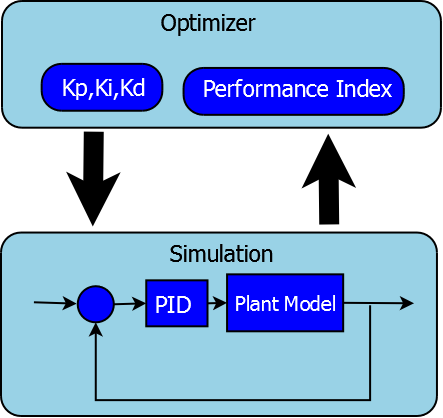 Optimizer
Kp,Ki,Kd
Performance Index
Simulation
PID
Plant Model